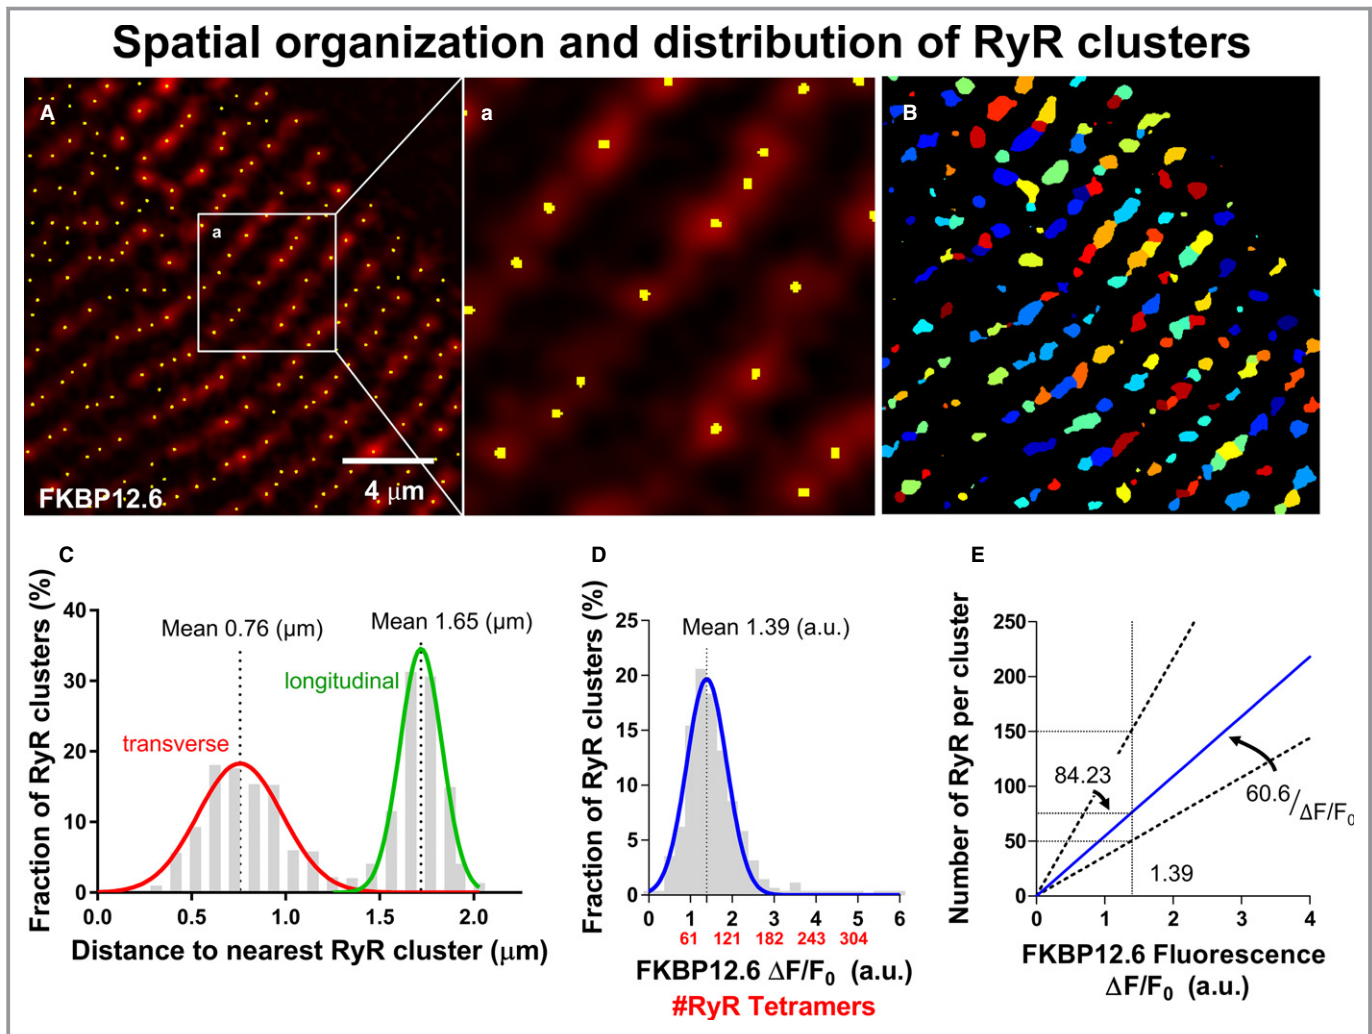 Spatial organization and distribution of RyR clusters
A
a
FKBP12.6
4 μm
a
B
C
Fraction of RyR clusters (%)
40
30
20
10
0
Mean 0.76 (μm)
Mean 1.65 (μm)
longitudinal
transverse
0.0 0.5 1.0 1.5 2.0
Distance to nearest RyR cluster (μm)
D
Fraction of RyR clusters (%)
25
20
15
10
5
0
Mean 1.39 (a.u.)
0 1 2 3 4 5 6
61 121 182 243 304
FKBP12.6 ΔF/F₀ (a.u.)
#RyR Tetramers
E
Number of RyR per cluster
250
200
150
100
50
0
84.23
60.6/ΔF/F₀
1.39
0 1 2 3 4
FKBP12.6 Fluorescence
ΔF/F₀ (a.u.)